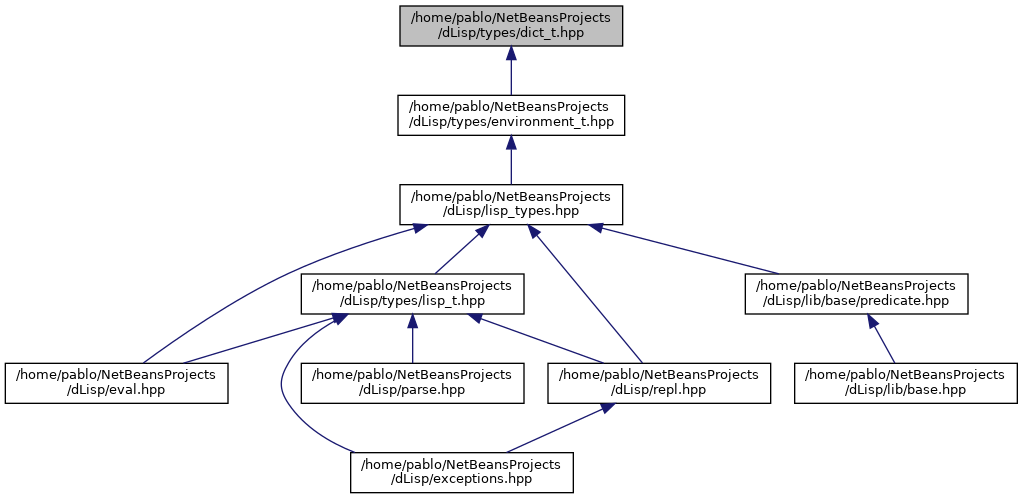 /home/pablo/NetBeansProjects
/dLisp/types/dict_t.hpp
/home/pablo/NetBeansProjects
/dLisp/types/environment_t.hpp
/home/pablo/NetBeansProjects
/dLisp/lisp_types.hpp
/home/pablo/NetBeansProjects
/dLisp/types/lisp_t.hpp
/home/pablo/NetBeansProjects
/dLisp/lib/base/predicate.hpp
/home/pablo/NetBeansProjects
/dLisp/eval.hpp
/home/pablo/NetBeansProjects
/dLisp/parse.hpp
/home/pablo/NetBeansProjects
/dLisp/repl.hpp
/home/pablo/NetBeansProjects
/dLisp/lib/base.hpp
/home/pablo/NetBeansProjects
/dLisp/exceptions.hpp